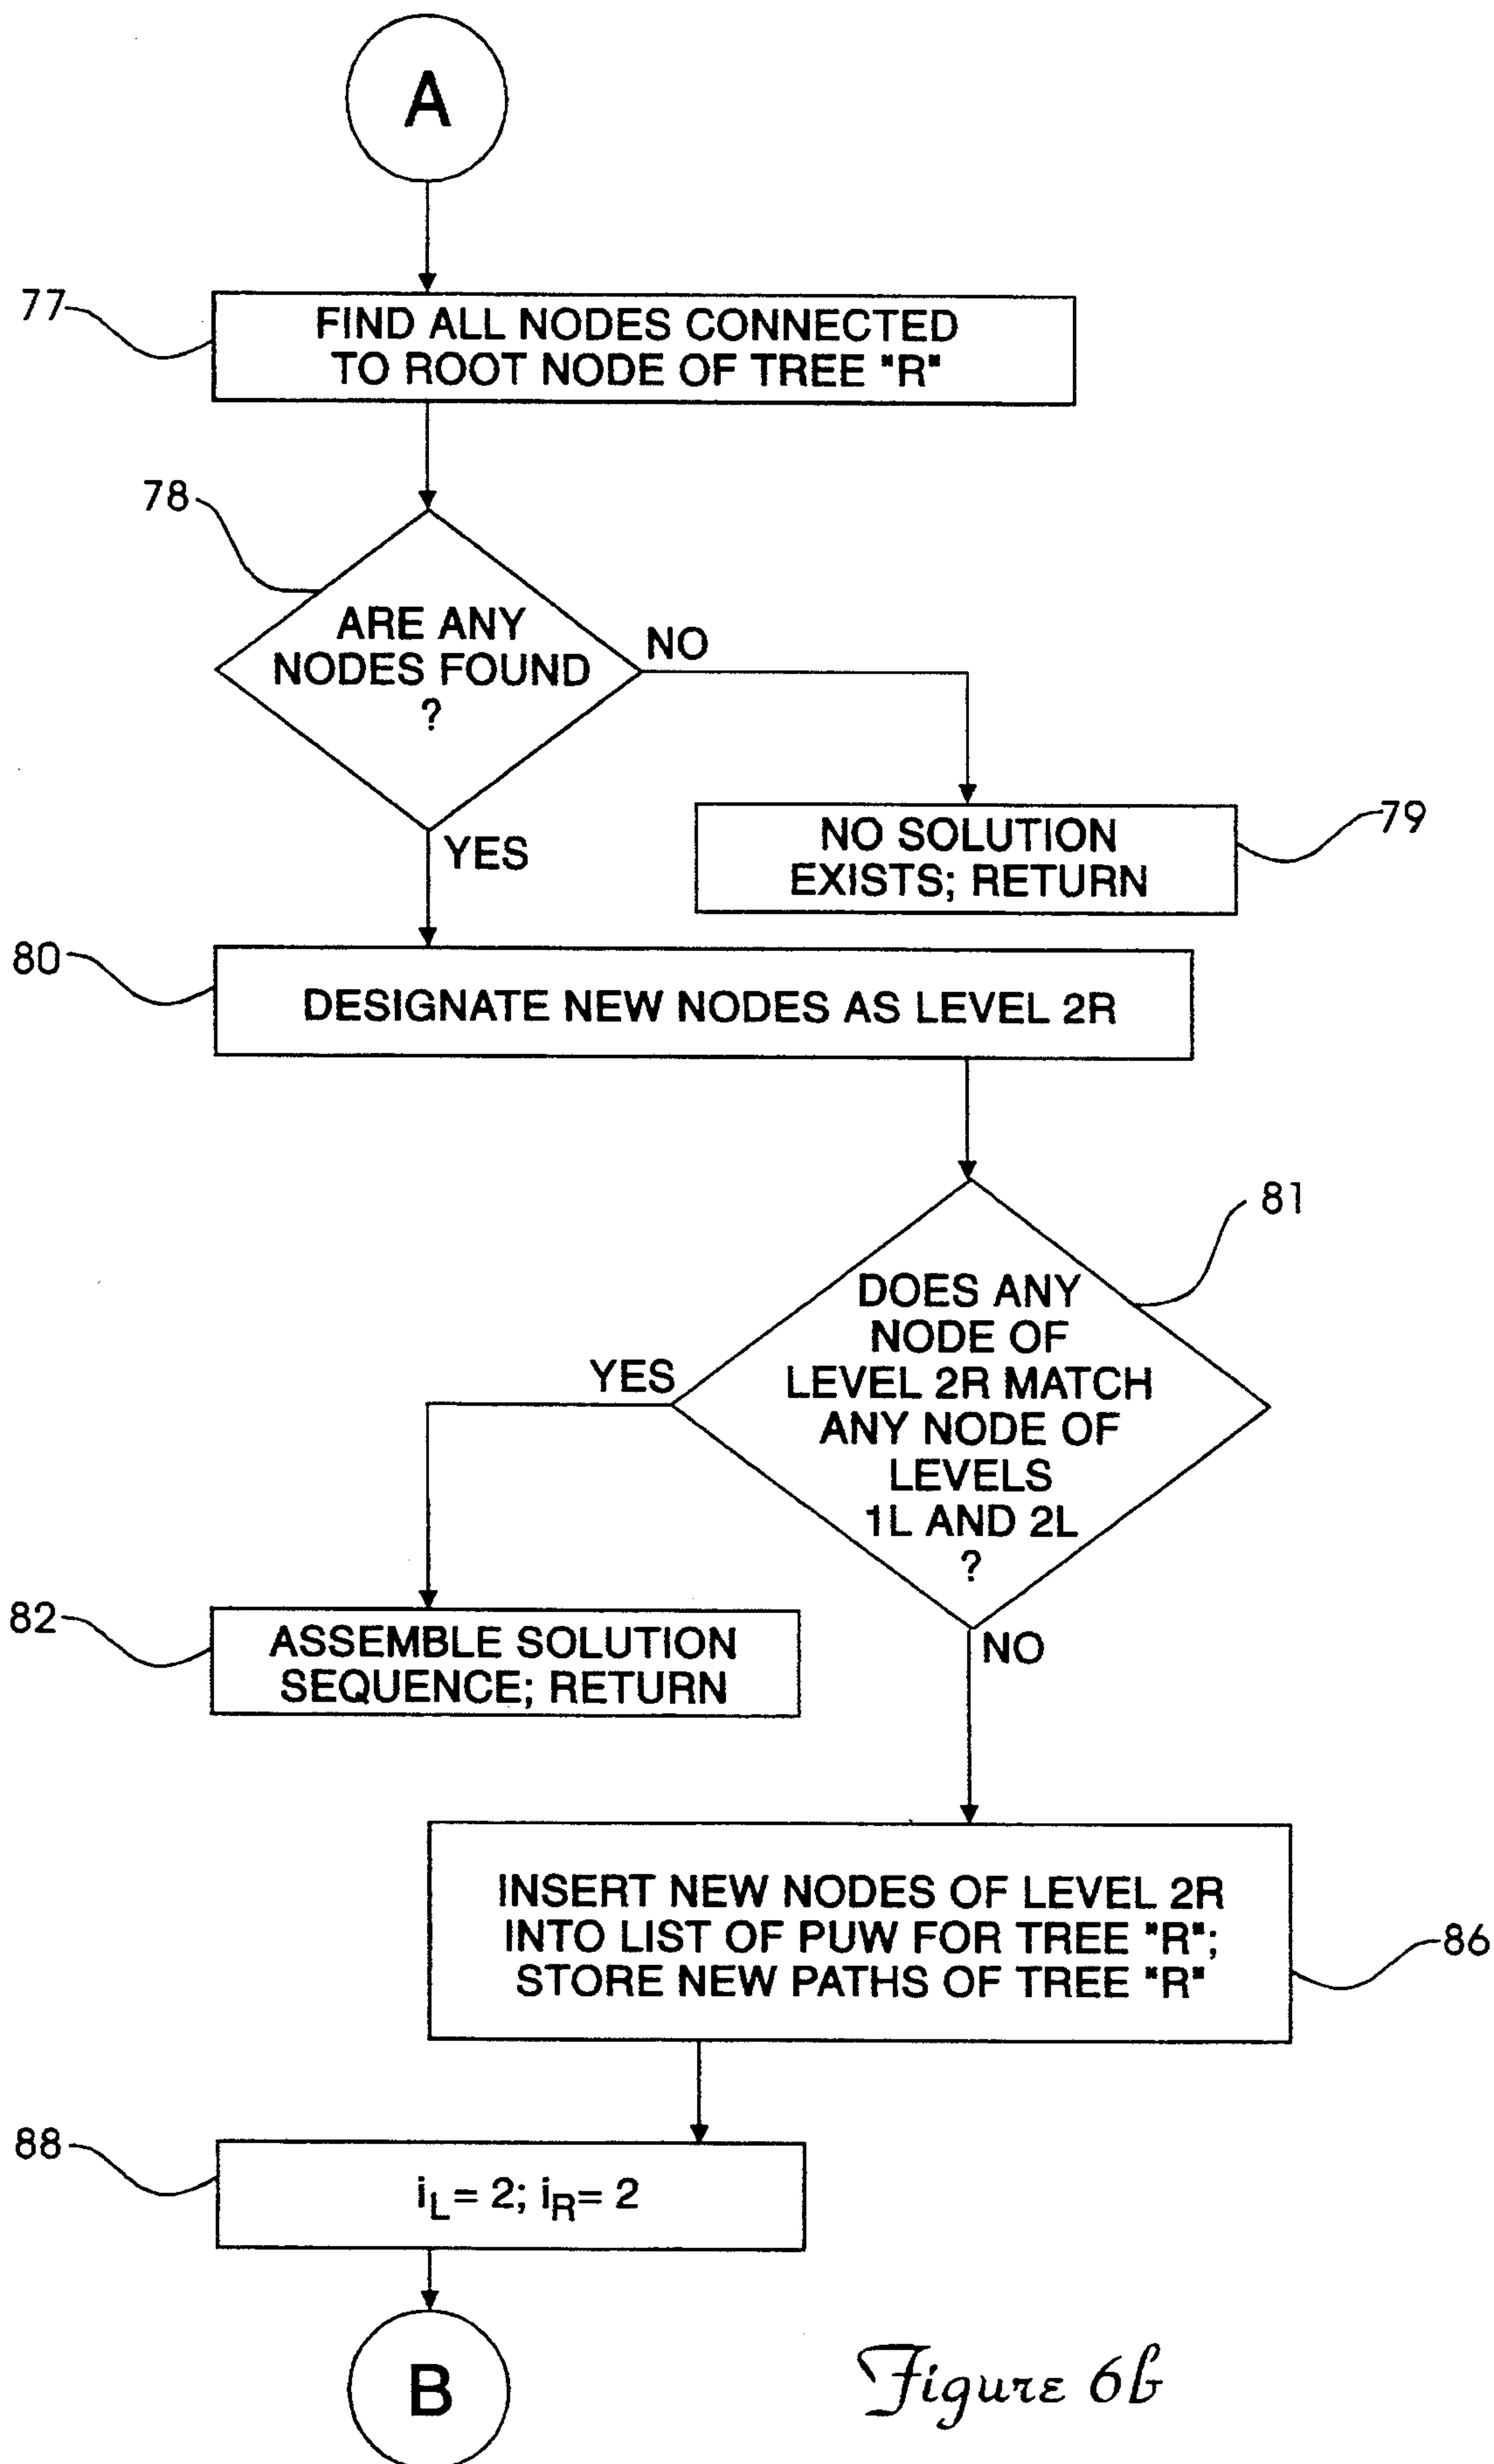 A
77
FIND ALL NODES CONNECTED
TO ROOT NODE OF TREE "R"
78
ARE ANY
NODES FOUND
?
NO
YES
NO SOLUTION
EXISTS; RETURN
79
80
DESIGNATE NEW NODES AS LEVEL 2R
81
DOES ANY
NODE OF
LEVEL 2R MATCH
ANY NODE OF
LEVELS
1L AND 2L
?
YES
NO
82
ASSEMBLE SOLUTION
SEQUENCE; RETURN
INSERT NEW NODES OF LEVEL 2R
INTO LIST OF PUW FOR TREE "R";
STORE NEW PATHS OF TREE "R"
86
88
iL= 2; iR= 2
B
Figure 6b